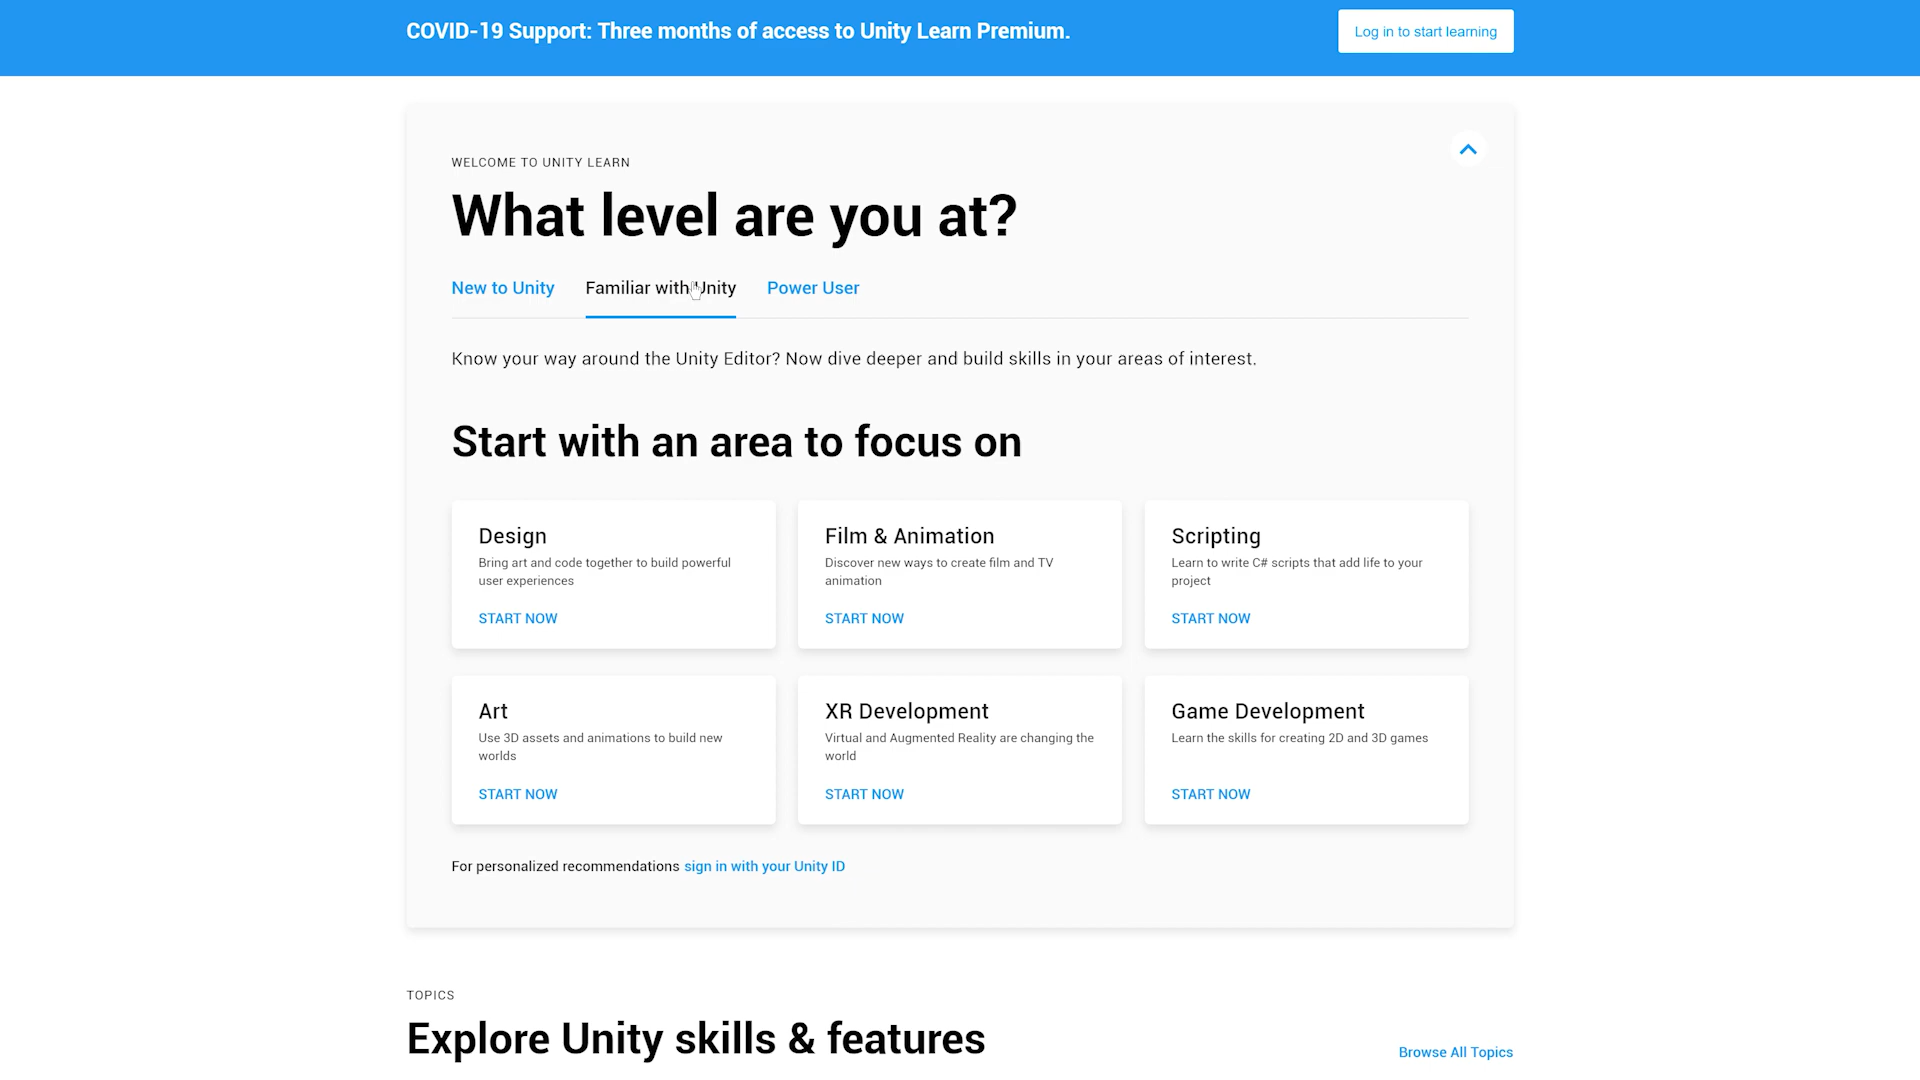 COVID-19 Support: Three months of access to Unity Learn Premium.
Log in to start learning
WELCOME TO UNITY LEARN
What level are you at?
New to Unity
Familiar with Unity
Power User
Know your way around the Unity Editor? Now dive deeper and build skills in your areas of interest.
Start with an area to focus on
Design
Bring art and code together to build powerful
user experiences
START NOW
Film & Animation
Discover new ways to create film and TV
animation
START NOW
Scripting
Learn to write C# scripts that add life to your
project
START NOW
Art
Use 3D assets and animations to build new
worlds
START NOW
XR Development
Virtual and Augmented Reality are changing the
world
START NOW
Game Development
Learn the skills for creating 2D and 3D games
START NOW
For personalized recommendations sign in with your Unity ID
TOPICS
Explore Unity skills & features
Browse All Topics